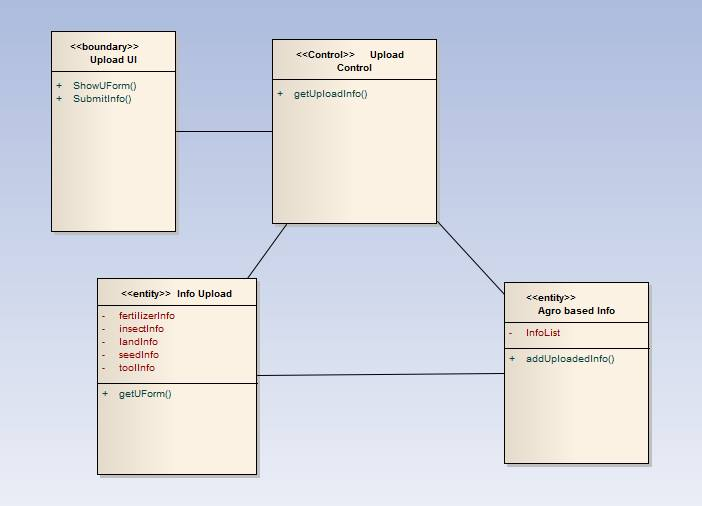 <<boundary>>
Upload UI
+ ShowUForm()
+ SubmitInfo()
<<Control>> Upload
Control
+ getUploadInfo()
<<entity>> Info Upload
- fertilizerInfo
- insectInfo
- landInfo
- seedInfo
- toolInfo
+ getUForm()
<<entity>>
Agro based Info
- InfoList
+ addUploadedInfo()